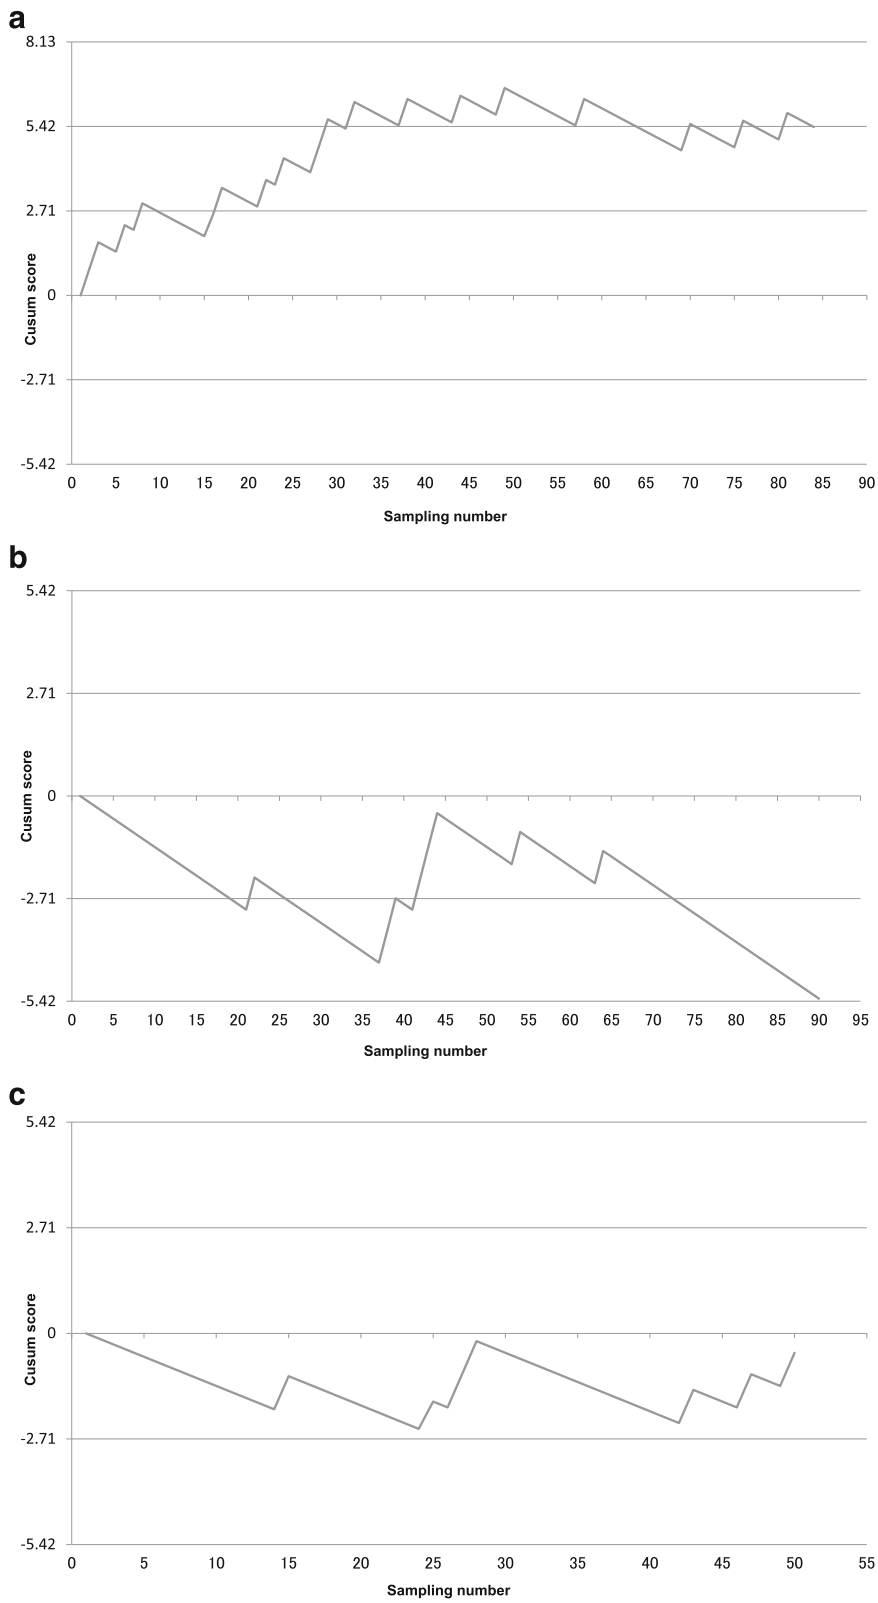 a
8.13
5.42
2.71
0
-2.71
-5.42
Cusum score
0 5 10 15 20 25 30 35 40 45 50 55 60 65 70 75 80 85 90
Sampling number
b
5.42
2.71
0
-2.71
-5.42
Cusum score
0 5 10 15 20 25 30 35 40 45 50 55 60 65 70 75 80 85 90 95
Sampling number
c
5.42
2.71
0
-2.71
-5.42
Cusum score
0 5 10 15 20 25 30 35 40 45 50 55
Sampling number